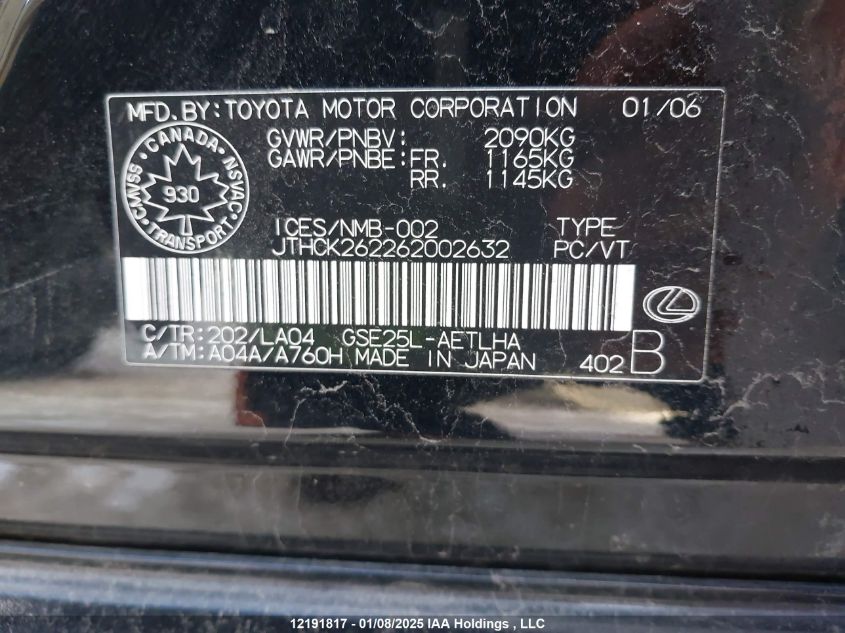 MFD.BY:TOYOTA MOTOR CORPORATION 01/06
GVWR/PNBV: 2090KG
GAWR/PNBE:FR. 1165KG
RR. 1145KG
CMVSS · CANADA · NSVAC
930
TRANSPORT
ICES/NMB-002 TYPE
JTHCK262262002632 PC/VT
C/TR:202/LA04 GSE25L-AETLHA
A/TM:A04A/A760H MADE IN JAPAN 402 B
12191817 - 01/08/2025 IAA Holdings , LLC